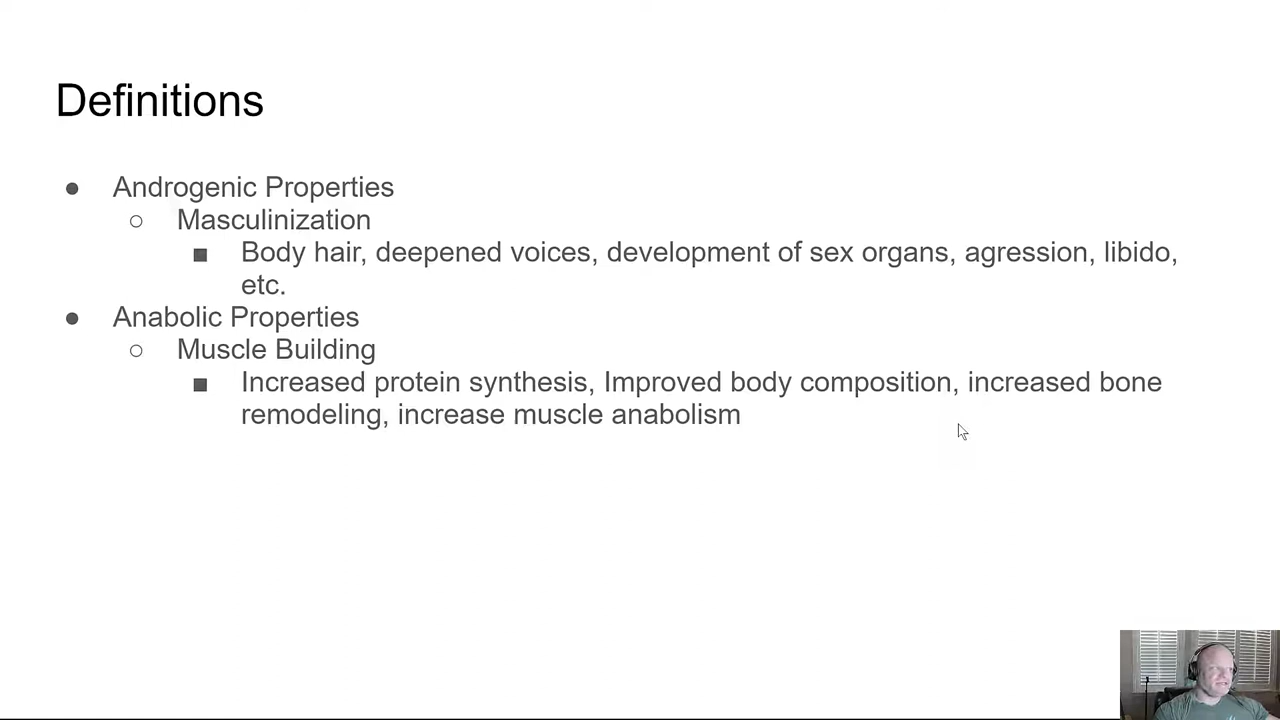 Definitions
● Androgenic Properties
○ Masculinization
■ Body hair, deepened voices, development of sex organs, agression, libido,
etc.
● Anabolic Properties
○ Muscle Building
■ Increased protein synthesis, Improved body composition, increased bone
remodeling, increase muscle anabolism